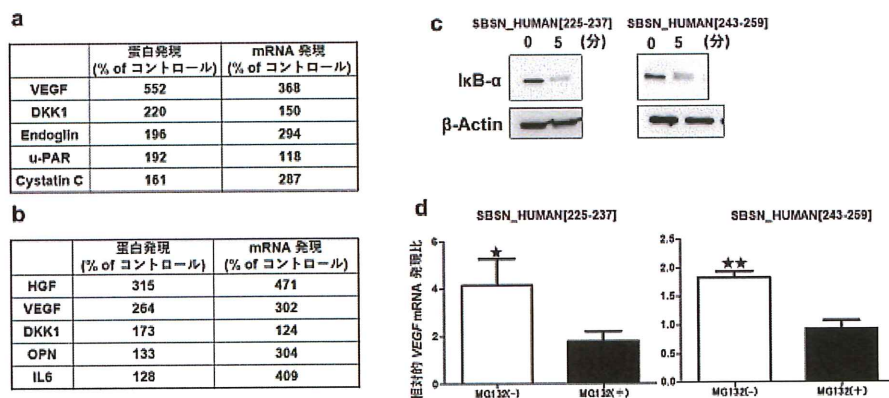 a
蛋白発現 mRNA 発現
(% of コントロール) (% of コントロール)
VEGF 552 368
DKK1 220 150
Endoglin 196 294
u-PAR 192 118
Cystatin C 161 287
b
蛋白発現 mRNA 発現
(% of コントロール) (% of コントロール)
HGF 315 471
VEGF 264 302
DKK1 173 124
OPN 133 304
IL6 128 409
c
SBSN_HUMAN[225-237] SBSN_HUMAN[243-259]
0 5 (分) 0 5 (分)
IκB-α
β-Actin
d
SBSN_HUMAN[225-237] SBSN_HUMAN[243-259]
相対的 VEGF mRNA 発現比
6
4
2
0
★
MG132(-) MG132(+)
2.5
2.0
1.5
1.0
0.5
0.0
★★
MG132(-) MG132(+)